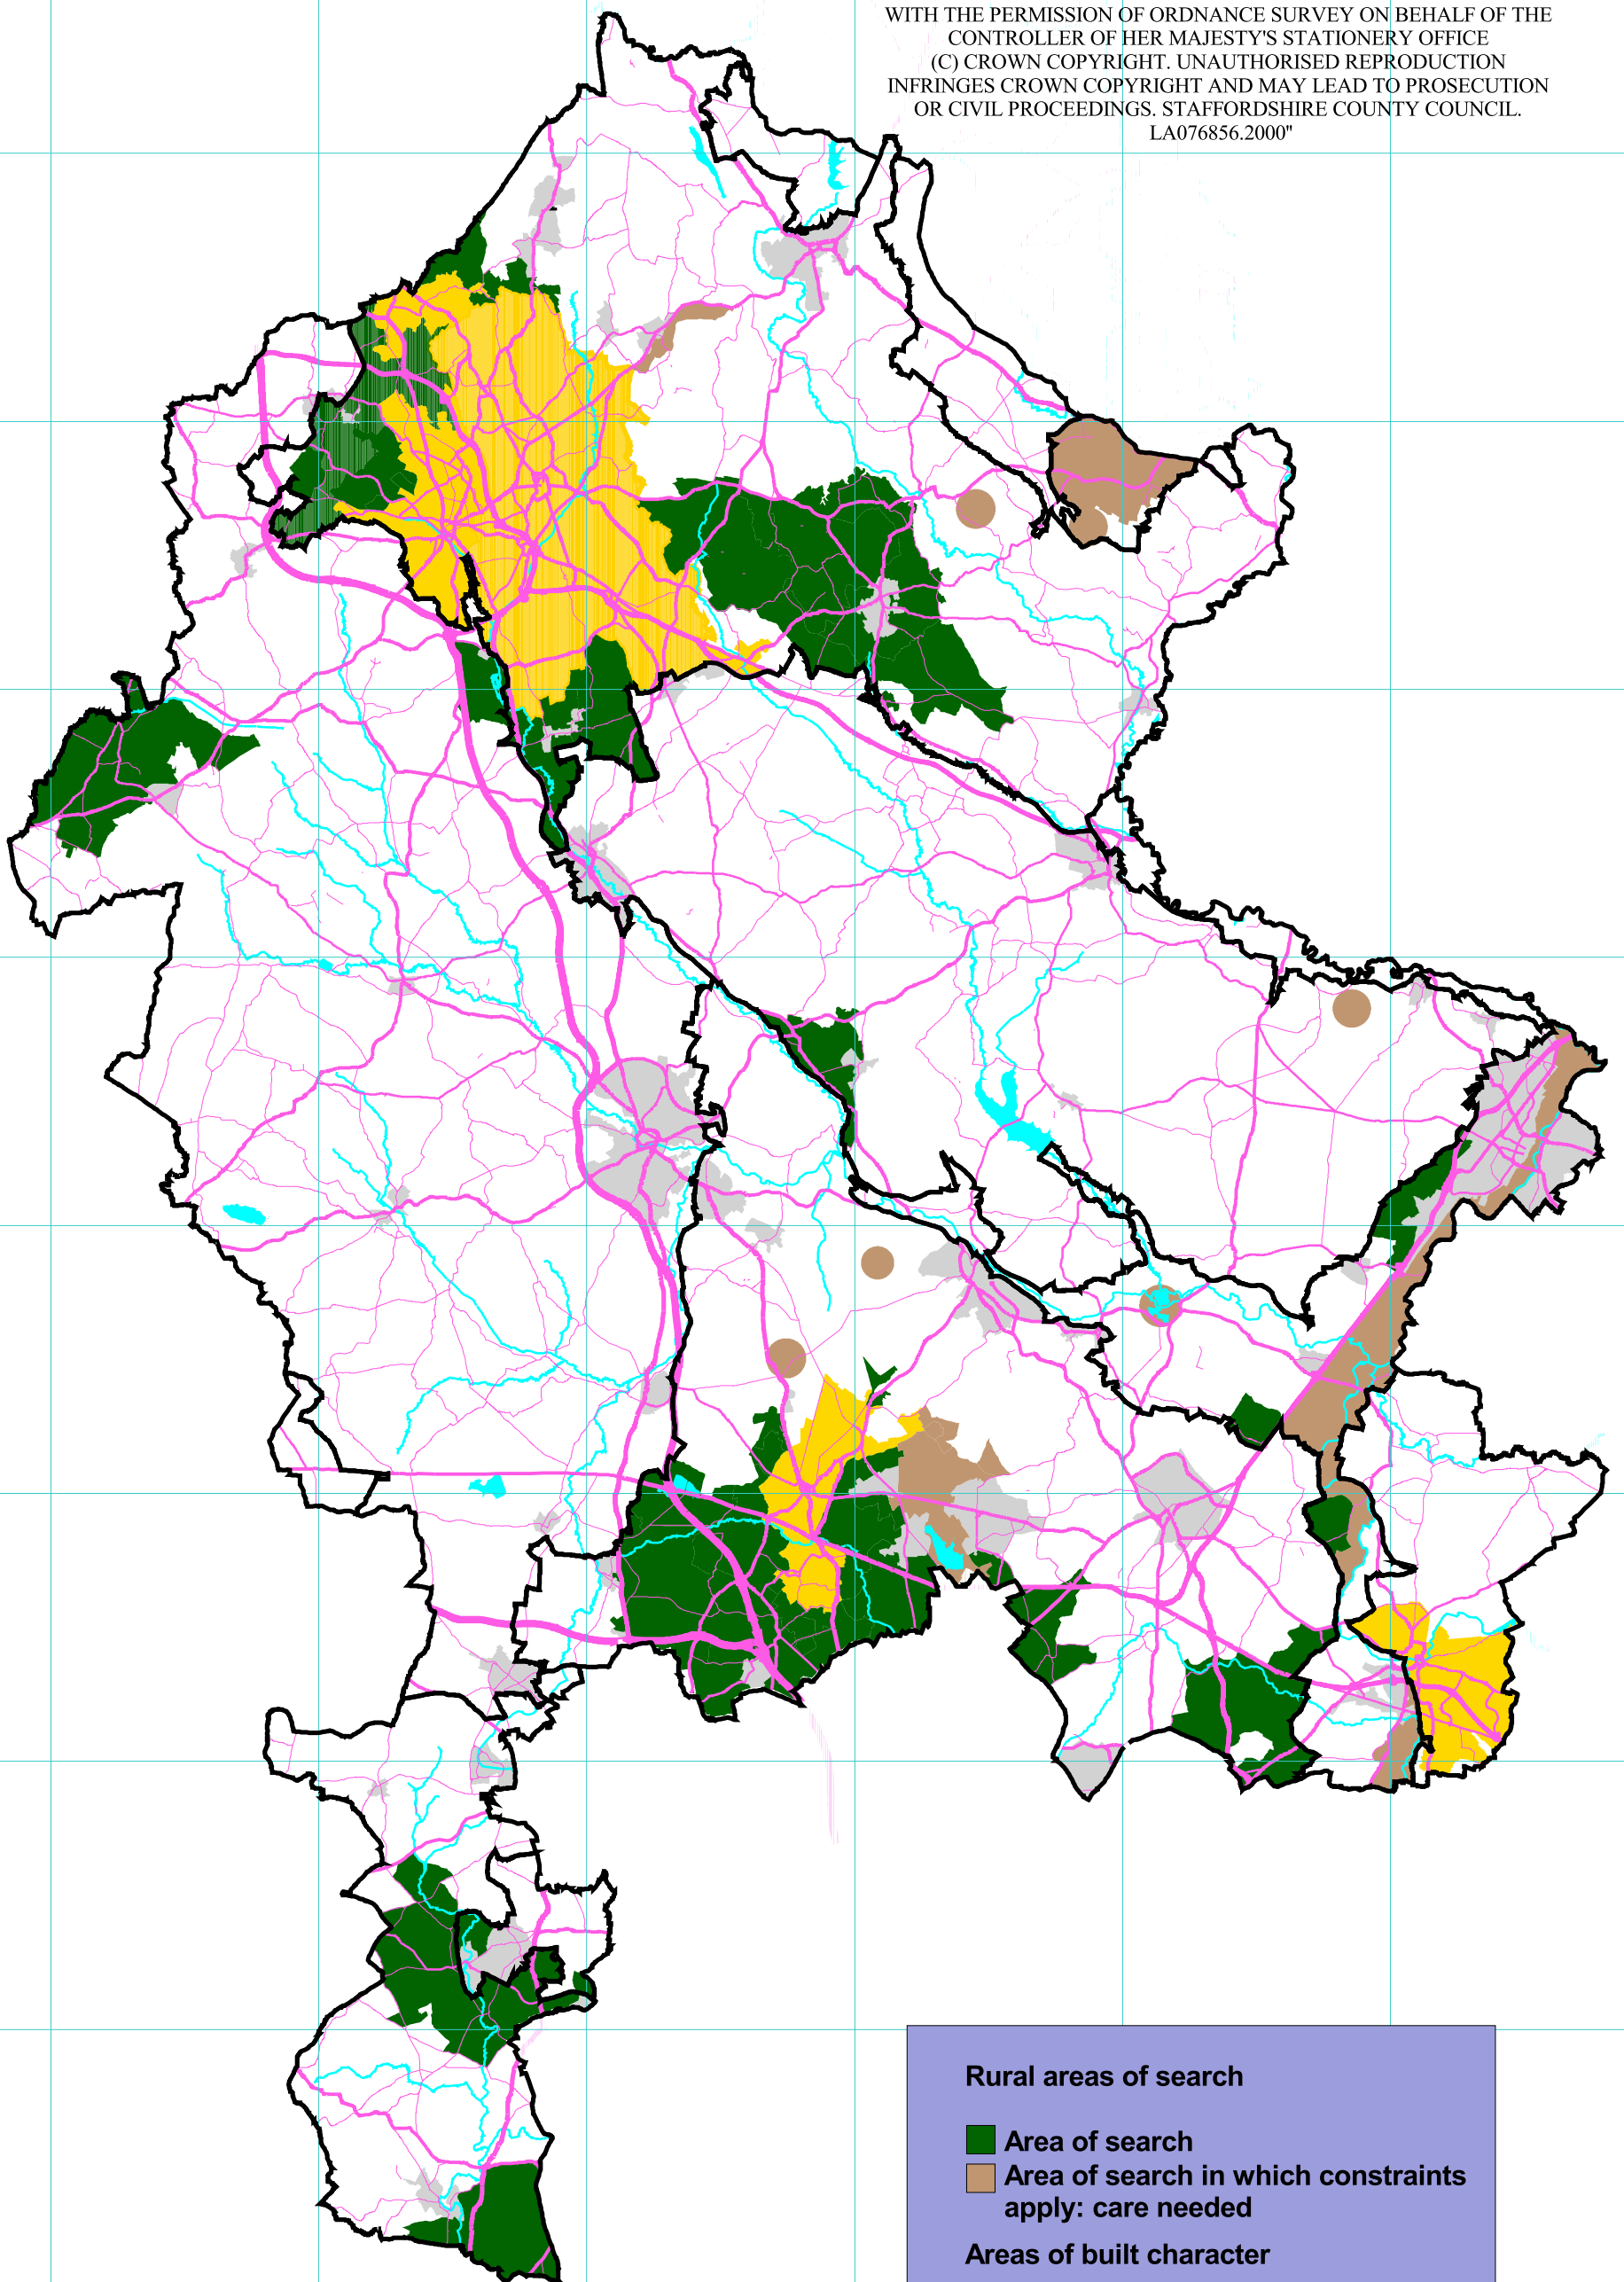 WITH THE PERMISSION OF ORDNANCE SURVEY ON BEHALF OF THE
CONTROLLER OF HER MAJESTY'S STATIONERY OFFICE
(C) CROWN COPYRIGHT. UNAUTHORISED REPRODUCTION
INFRINGES CROWN COPYRIGHT AND MAY LEAD TO PROSECUTION
OR CIVIL PROCEEDINGS. STAFFORDSHIRE COUNTY COUNCIL.
LA076856.2000"
Rural areas of search
Area of search
Area of search in which constraints
apply: care needed
Areas of built character